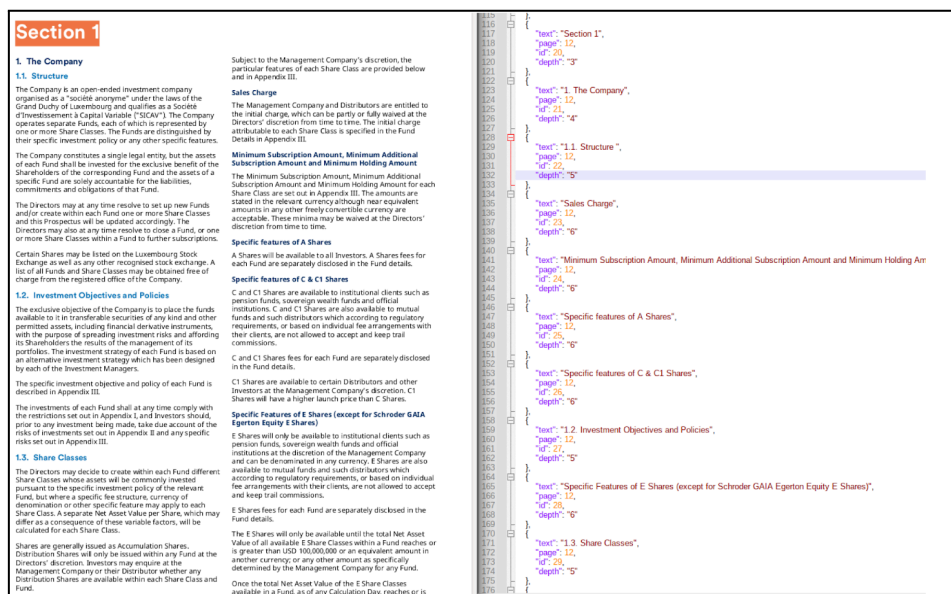 Section 1
1. The Company
1.1. Structure
The Company is an open-ended investment company
organised as a "société anonyme" under the laws of the
Grand Duchy of Luxembourg and qualifies as a Société
d'Investissement à Capital Variable ("SICAV"). The Company
operates separate Funds, each of which is represented by
one or more Share Classes. The Funds are distinguished by
their specific investment policy or any other specific features.
The Company constitutes a single legal entity, but the assets
of each Fund shall be invested for the exclusive benefit of the
Shareholders of the corresponding Fund and the assets of a
specific Fund are solely accountable for the liabilities,
commitments and obligations of that Fund.
The Directors may at any time resolve to set up new Funds
and/or create within each Fund one or more Share Classes
and this Prospectus will be updated accordingly. The
Directors may also at any time resolve to close a Fund, or one
or more Share Classes within a Fund to further subscriptions.
Certain Shares may be listed on the Luxembourg Stock
Exchange as well as any other recognised stock exchange. A
list of all Funds and Share Classes may be obtained free of
charge from the registered office of the Company.
1.2. Investment Objectives and Policies
The exclusive objective of the Company is to place the funds
available to it in transferable securities of any kind and other
permitted assets, including financial derivative instruments,
with the purpose of spreading investment risks and affording
its Shareholders the results of the management of its
portfolios. The investment strategy of each Fund is based on
an alternative investment strategy which has been designed
by each of the Investment Managers.
The specific investment objective and policy of each Fund is
described in Appendix III.
The investments of each Fund shall at any time comply with
the restrictions set out in Appendix I, and Investors should,
prior to any investment being made, take due account of the
risks of investments set out in Appendix II and any specific
risks set out in Appendix III.
1.3. Share Classes
The Directors may decide to create within each Fund different
Share Classes whose assets will be commonly invested
pursuant to the specific investment policy of the relevant
Fund, but where a specific fee structure, currency of
denomination or other specific feature may apply to each
Share Class. A separate Net Asset Value per Share, which may
differ as a consequence of these variable factors, will be
calculated for each Share Class.
Shares are generally issued as Accumulation Shares.
Distribution Shares will only be issued within any Fund at the
Directors' discretion. Investors may enquire at the
Management Company or their Distributor whether any
Distribution Shares are available within each Share Class and
Fund.
Subject to the Management Company's discretion, the
particular features of each Share Class are provided below
and in Appendix III.
Sales Charge
The Management Company and Distributors are entitled to
the initial charge, which can be partly or fully waived at the
Directors' discretion from time to time. The initial charge
attributable to each Share Class is specified in the Fund
Details in Appendix III.
Minimum Subscription Amount, Minimum Additional
Subscription Amount and Minimum Holding Amount
The Minimum Subscription Amount, Minimum Additional
Subscription Amount and Minimum Holding Amount for each
Share Class are set out in Appendix III. The amounts are
stated in the relevant currency although near equivalent
amounts in any other freely convertible currency are
acceptable. These minima may be waived at the Directors'
discretion from time to time.
Specific features of A Shares
A Shares will be available to all Investors. A Shares fees for
each Fund are separately disclosed in the Fund details.
Specific features of C & C1 Shares
C and C1 Shares are available to institutional clients such as
pension funds, sovereign wealth funds and official
institutions. C and C1 Shares are also available to mutual
funds and such distributors which according to regulatory
requirements, or based on individual fee arrangements with
their clients, are not allowed to accept and keep trail
commissions.
C and C1 Shares fees for each Fund are separately disclosed
in the Fund details.
C1 Shares are available to certain Distributors and other
Investors at the Management Company's discretion. C1
Shares will have a higher launch price than C Shares.
Specific Features of E Shares (except for Schroder GAIA
Egerton Equity E Shares)
E Shares will only be available to institutional clients such as
pension funds, sovereign wealth funds and official
institutions at the discretion of the Management Company
and can be denominated in any currency. E Shares are also
available to mutual funds and such distributors which
according to regulatory requirements, or based on individual
fee arrangements with their clients, are not allowed to accept
and keep trail commissions.
E Shares fees for each Fund are separately disclosed in the
Fund details.
The E Shares will only be available until the total Net Asset
Value of all available E Share Classes within a Fund reaches or
is greater than USD 100,000,000 or an equivalent amount in
another currency; or any other amount as specifically
determined by the Management Company for any Fund.
Once the total Net Asset Value of the E Share Classes
available in a Fund, as of any Calculation Day, reaches or is
115 },
116 {
117 "text": "Section 1",
118 "page": 12,
119 "id": 20,
120 "depth": "3"
121 },
122 {
123 "text": "1. The Company",
124 "page": 12,
125 "id": 21,
126 "depth": "4"
127 },
128 {
129 "text": "1.1. Structure ",
130 "page": 12,
131 "id": 22,
132 "depth": "5"
133 },
134 {
135 "text": "Sales Charge",
136 "page": 12,
137 "id": 23,
138 "depth": "6"
139 },
140 {
141 "text": "Minimum Subscription Amount, Minimum Additional Subscription Amount and Minimum Holding Am
142 "page": 12,
143 "id": 24,
144 "depth": "6"
145 },
146 {
147 "text": "Specific features of A Shares",
148 "page": 12,
149 "id": 25,
150 "depth": "6"
151 },
152 {
153 "text": "Specific features of C & C1 Shares",
154 "page": 12,
155 "id": 26,
156 "depth": "6"
157 },
158 {
159 "text": "1.2. Investment Objectives and Policies",
160 "page": 12,
161 "id": 27,
162 "depth": "5"
163 },
164 {
165 "text": "Specific Features of E Shares (except for Schroder GAIA Egerton Equity E Shares)",
166 "page": 12,
167 "id": 28,
168 "depth": "6"
169 },
170 {
171 "text": "1.3. Share Classes",
172 "page": 12,
173 "id": 29,
174 "depth": "5"
175 },
176 {